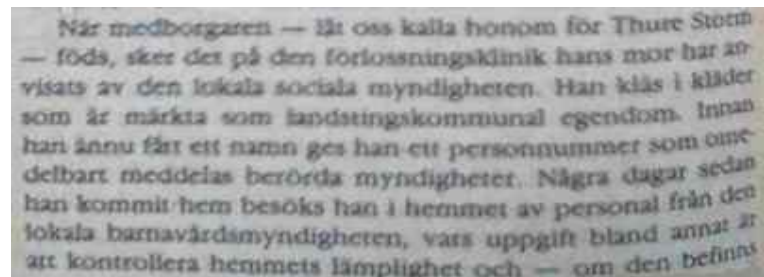 När medborgaren — låt oss kalla honom för Thure Storm
— föds, sker det på den förlossningsklinik hans mor har an-
visats av den lokala sociala myndigheten. Han kläs i kläder
som är märkta som landstingskommunal egendom. Innan
han ännu fått ett namn ges han ett personnummer som ome-
delbart meddelas berörda myndigheter. Några dagar sedan
han kommit hem besöks han i hemmet av personal från den
lokala barnavårdsmyndigheten, vars uppgift bland annat är
att kontrollera hemmets lämplighet och — om den befinns